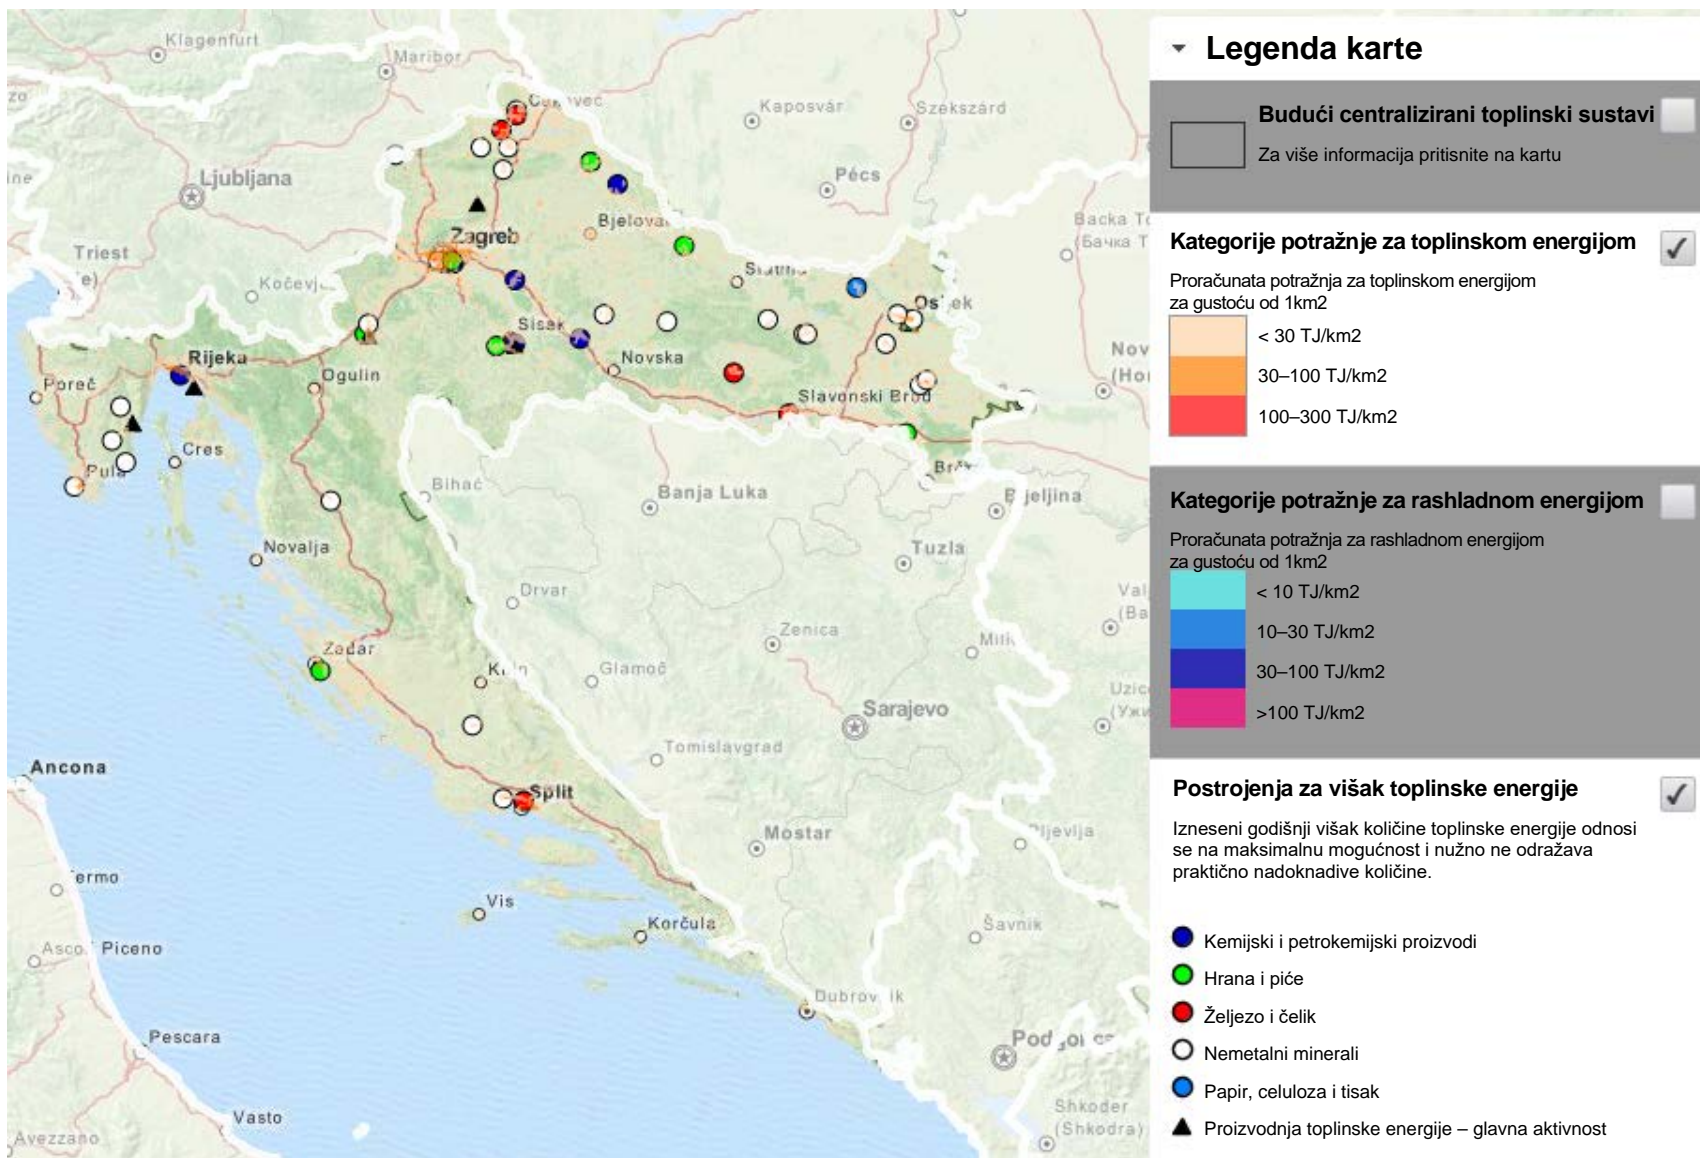 Klagenfurt
Maribor
Kaposvár
Szekszárd
Ljubljana
Pécs
Zagreb
Triest
Sisak
Novska
Rijeka
Ogulin
Poreč
Slavonski Brod
Pula
Cres
Bihać
Banja Luka
Novalja
Tuzla
Drvar
Zenica
Zadar
Glamoč
Sarajevo
Tomislavgrad
Ancona
Split
Mostar
Vis
Korčula
Šavnik
Piceno
Pescara
Vasto
Avezzano
Shkoder
(Shkodra)
Legenda karte
Budući centralizirani toplinski sustavi
Za više informacija pritisnite na kartu
Kategorije potražnje za toplinskom energijom
Proračunata potražnja za toplinskom energijom
za gustoću od 1km2
< 30 TJ/km2
30–100 TJ/km2
100–300 TJ/km2
Kategorije potražnje za rashladnom energijom
Proračunata potražnja za rashladnom energijom
za gustoću od 1km2
< 10 TJ/km2
10–30 TJ/km2
30–100 TJ/km2
>100 TJ/km2
Postrojenja za višak toplinske energije
Izneseni godišnji višak količine toplinske energije odnosi
se na maksimalnu mogućnost i nužno ne odražava
praktično nadoknadive količine.
Kemijski i petrokemijski proizvodi
Hrana i piće
Željezo i čelik
Nemetalni minerali
Papir, celuloza i tisak
Proizvodnja toplinske energije – glavna aktivnost